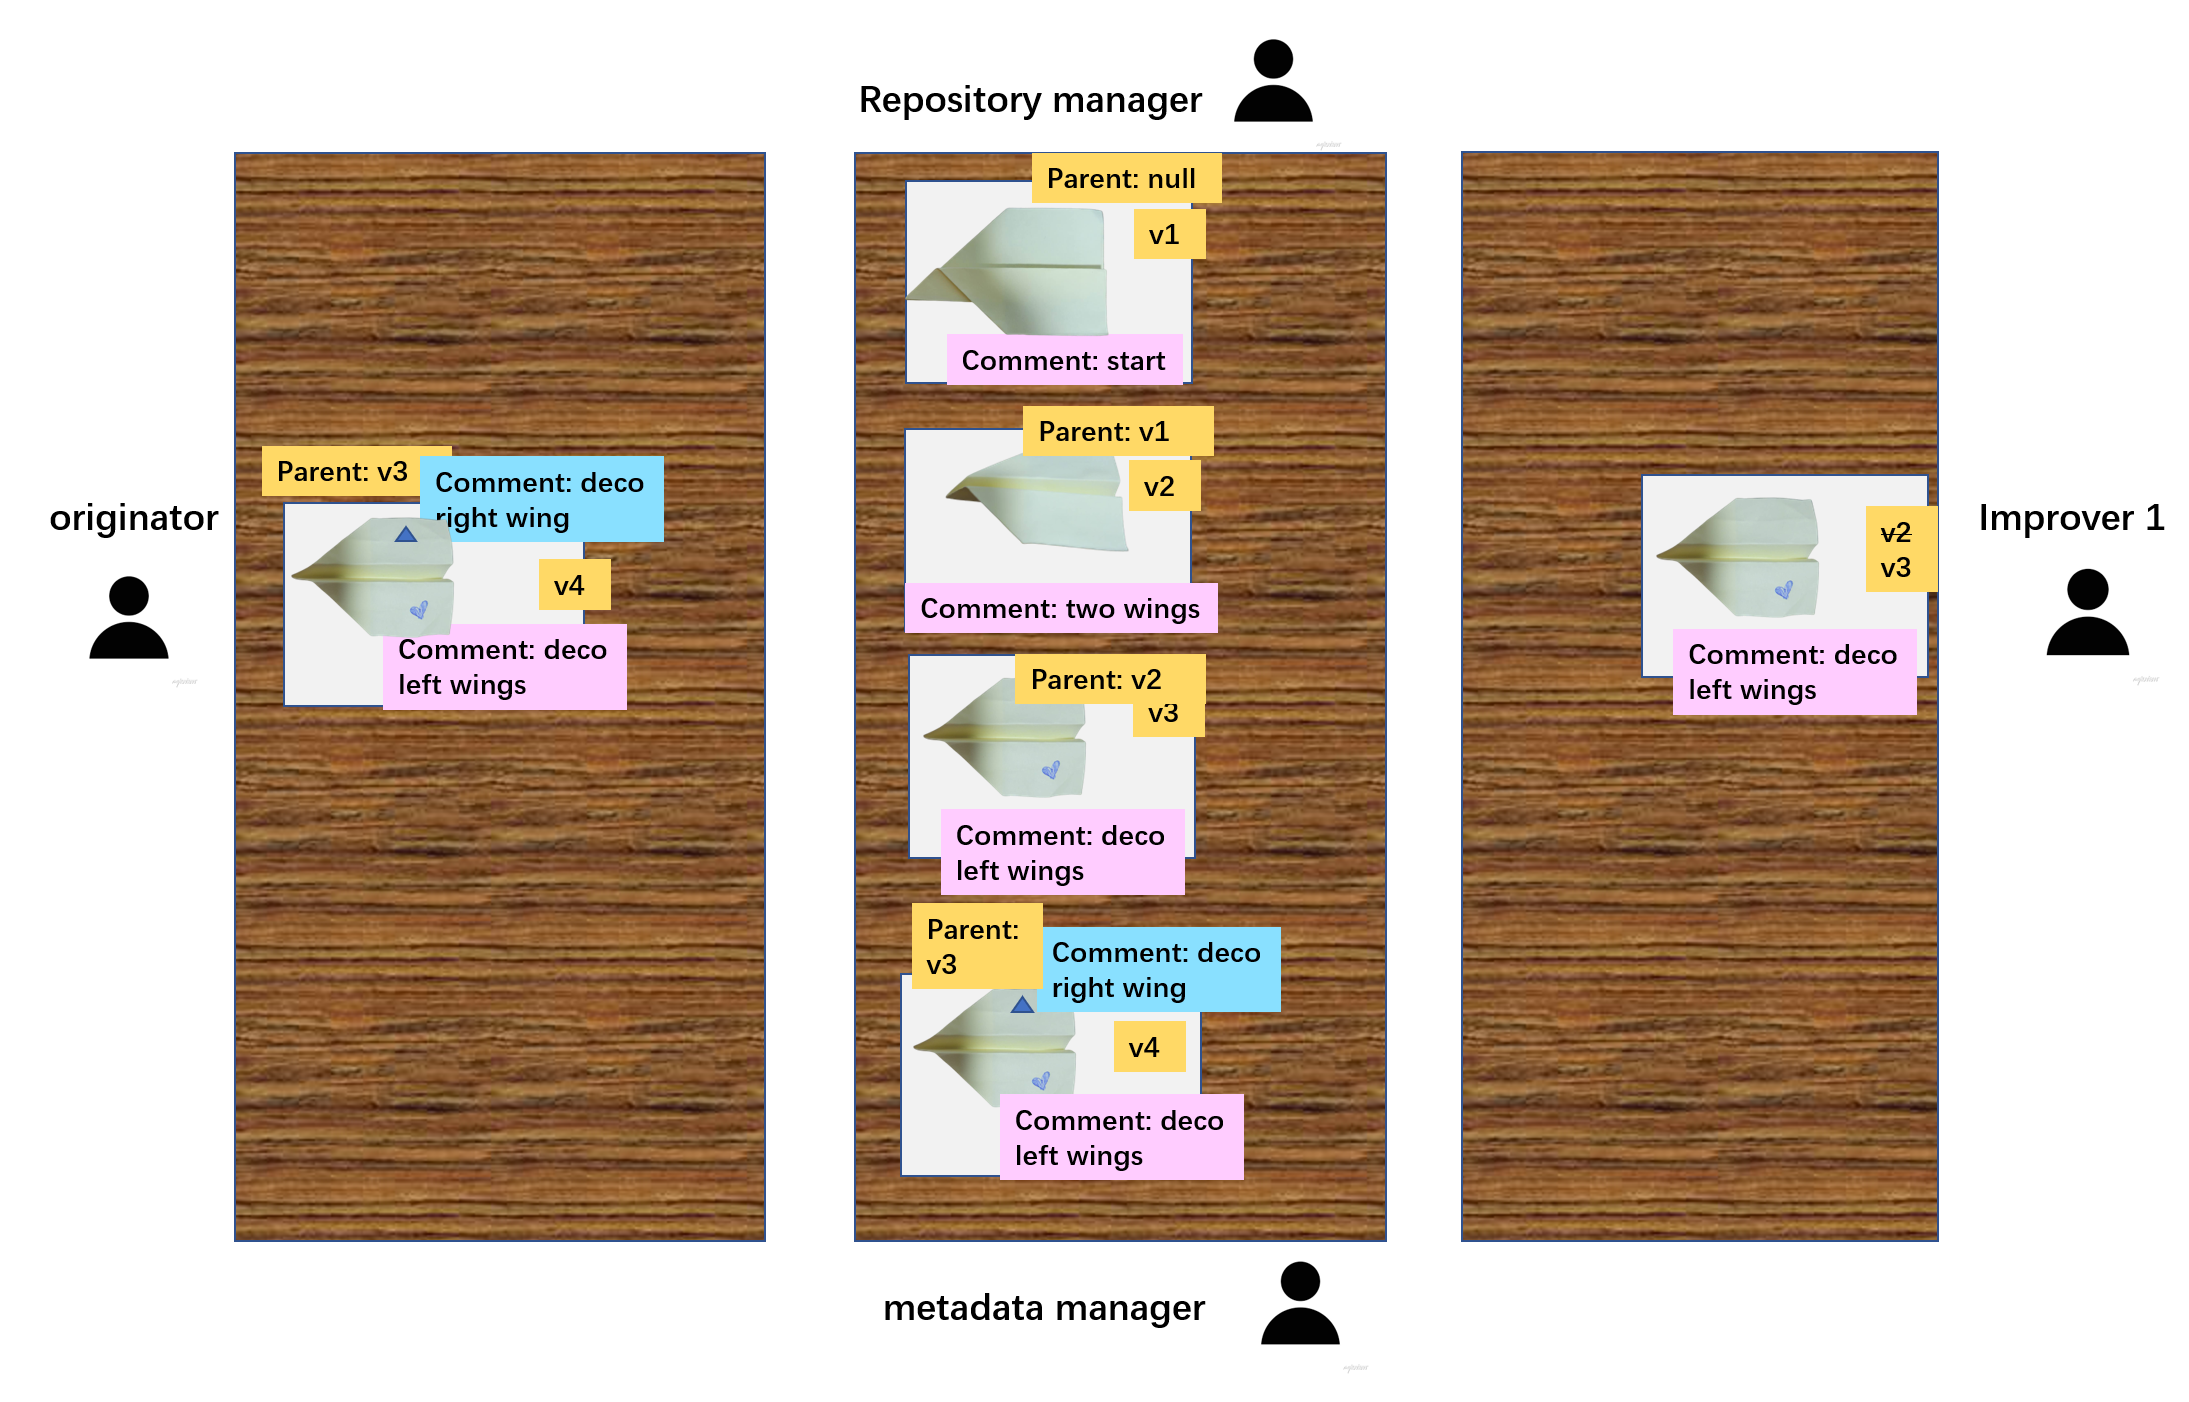 Repository manager
Parent: null
v1
Comment: start
Parent: v1
v2
Comment: two wings
Parent: v2
v3
Comment: deco
left wings
Parent:
v3
Comment: deco
right wing
v4
Comment: deco
left wings
originator
Parent: v3
Comment: deco
right wing
v4
Comment: deco
left wings
Improver 1
v2
v3
Comment: deco
left wings
metadata manager